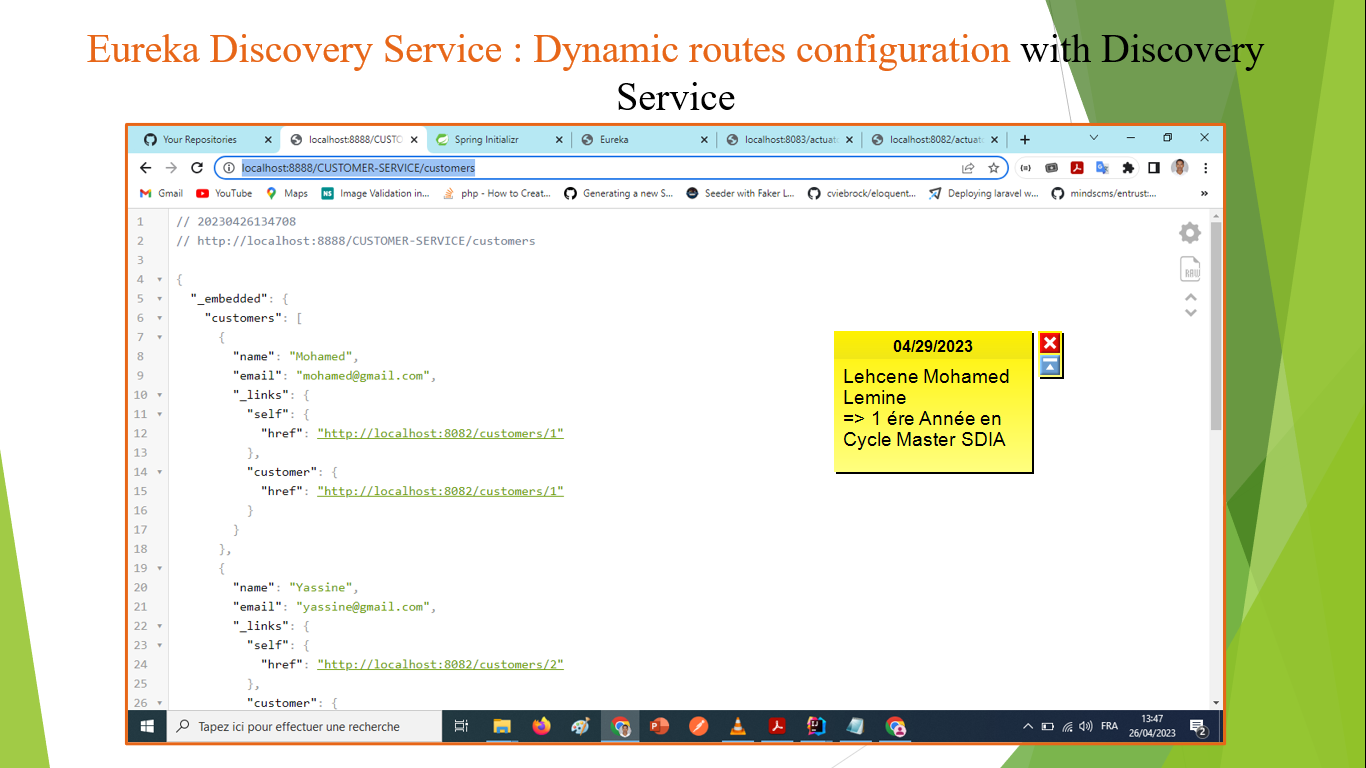 Eureka Discovery Service : Dynamic routes configuration with Discovery
Service
Your Repositories
localhost:8888/CUSTO
Spring Initializr
Eureka
localhost:8083/actuat
localhost:8082/actuat
localhost:8888/CUSTOMER-SERVICE/customers
Gmail
YouTube
Maps
Image Validation in...
php - How to Creat...
Generating a new S...
Seeder with Faker L...
cviebrock/eloquent...
Deploying laravel w...
mindscms/entrust:...
»
1 // 20230426134708
2 // http://localhost:8888/CUSTOMER-SERVICE/customers
3
4 {
5 "_embedded": {
6 "customers": [
7 {
8 "name": "Mohamed",
9 "email": "mohamed@gmail.com",
10 "_links": {
11 "self": {
12 "href": "http://localhost:8082/customers/1"
13 },
14 "customer": {
15 "href": "http://localhost:8082/customers/1"
16 }
17 }
18 },
19 {
20 "name": "Yassine",
21 "email": "yassine@gmail.com",
22 "_links": {
23 "self": {
24 "href": "http://localhost:8082/customers/2"
25 },
26 "customer": {
RAW
04/29/2023
Lehcene Mohamed
Lemine
=> 1 ére Année en
Cycle Master SDIA
Tapez ici pour effectuer une recherche
FRA
13:47
26/04/2023
2